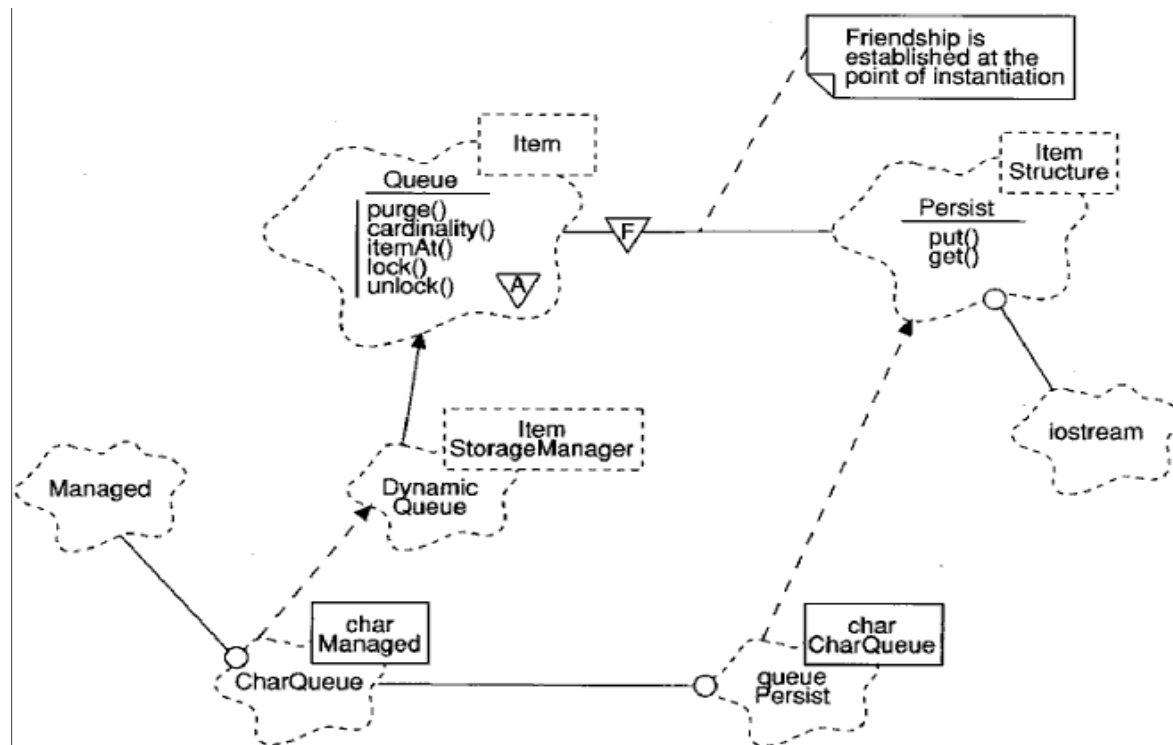 Friendship is
established at the
point of instantiation
Item
Queue
purge()
cardinality()
itemAt()
lock()
unlock()
A
F
Item
Structure
Persist
put()
get()
iostream
Item
StorageManager
Dynamic
Queue
Managed
char
Managed
CharQueue
char
CharQueue
queue
Persist